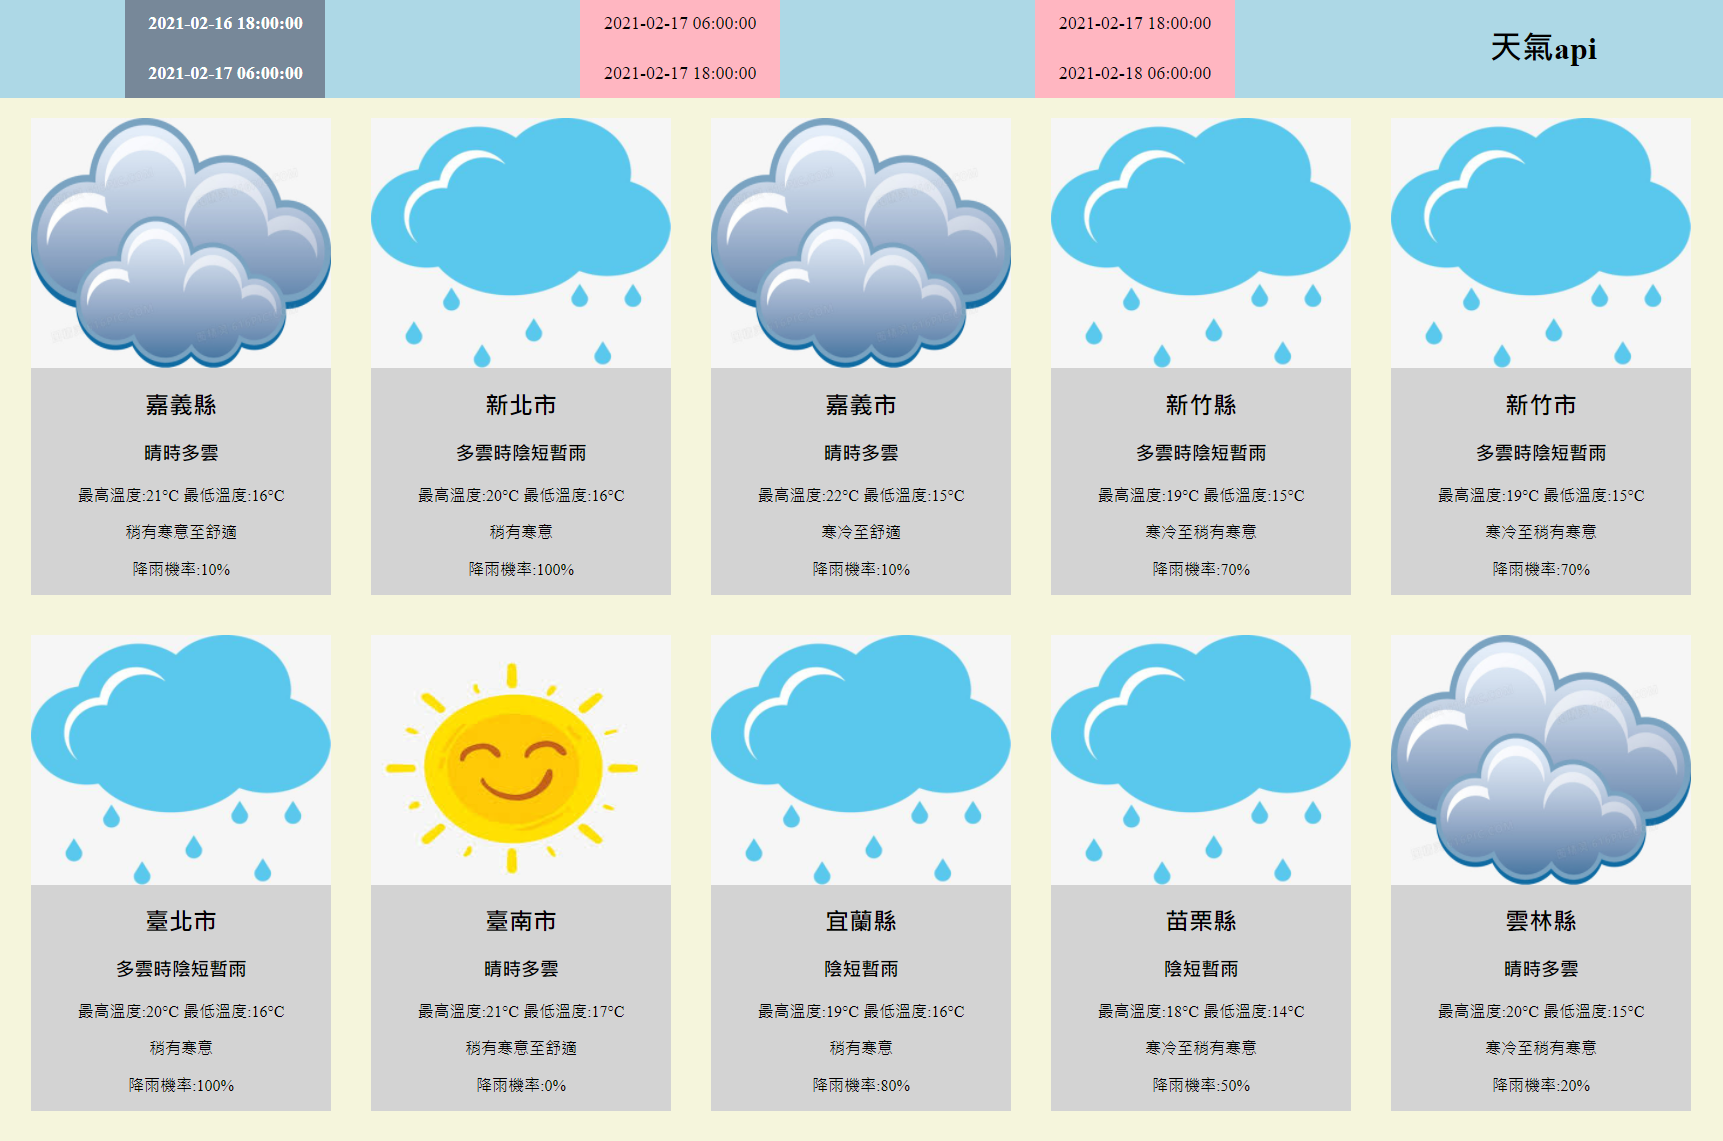 2021-02-16 18:00:00
2021-02-17 06:00:00
2021-02-17 06:00:00
2021-02-17 18:00:00
2021-02-17 18:00:00
2021-02-18 06:00:00
天氣api
嘉義縣
晴時多雲
最高溫度:21°C 最低溫度:16°C
稍有寒意至舒適
降雨機率:10%
新北市
多雲時陰短暫雨
最高溫度:20°C 最低溫度:16°C
稍有寒意
降雨機率:100%
嘉義市
晴時多雲
最高溫度:22°C 最低溫度:15°C
寒冷至舒適
降雨機率:10%
新竹縣
多雲時陰短暫雨
最高溫度:19°C 最低溫度:15°C
寒冷至稍有寒意
降雨機率:70%
新竹市
多雲時陰短暫雨
最高溫度:19°C 最低溫度:15°C
寒冷至稍有寒意
降雨機率:70%
臺北市
多雲時陰短暫雨
最高溫度:20°C 最低溫度:16°C
稍有寒意
降雨機率:100%
臺南市
晴時多雲
最高溫度:21°C 最低溫度:17°C
稍有寒意至舒適
降雨機率:0%
宜蘭縣
陰短暫雨
最高溫度:19°C 最低溫度:16°C
稍有寒意
降雨機率:80%
苗栗縣
陰短暫雨
最高溫度:18°C 最低溫度:14°C
寒冷至稍有寒意
降雨機率:50%
雲林縣
晴時多雲
最高溫度:20°C 最低溫度:15°C
寒冷至稍有寒意
降雨機率:20%